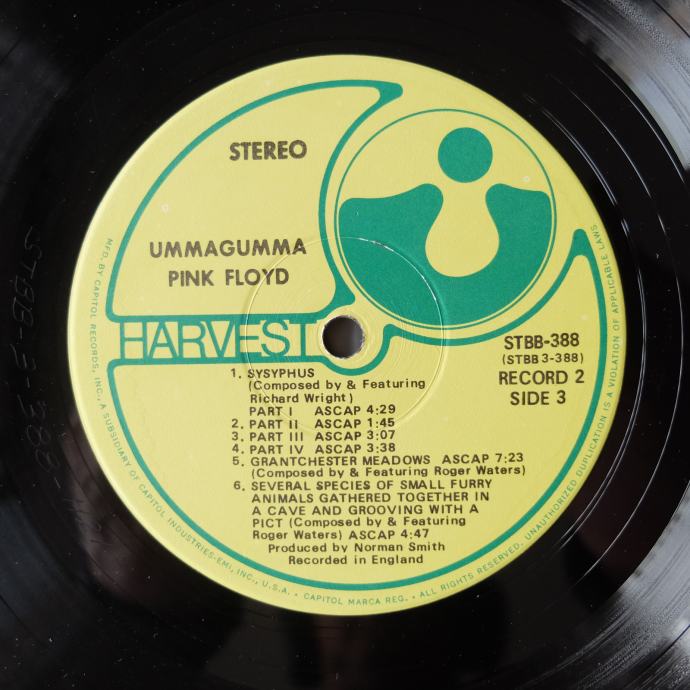 STEREO
UMMAGUMMA
PINK FLOYD
HARVEST
STBB-388
(STBB 3-388)
RECORD 2
SIDE 3
1. SYSYPHUS
(Composed by & Featuring
Richard Wright)
PART I ASCAP 4:29
2. PART II ASCAP 1:45
3. PART III ASCAP 3:07
4. PART IV ASCAP 3:38
5. GRANTCHESTER MEADOWS ASCAP 7:23
(Composed by & Featuring Roger Waters)
6. SEVERAL SPECIES OF SMALL FURRY
ANIMALS GATHERED TOGETHER IN
A CAVE AND GROOVING WITH A
PICT (Composed by & Featuring
Roger Waters) ASCAP 4:47
Produced by Norman Smith
Recorded in England
MFD. BY CAPITOL RECORDS, INC., A SUBSIDIARY OF CAPITOL INDUSTRIES-EMI, INC., U.S.A. • CAPITOL MARCA REG. • ALL RIGHTS RESERVED. UNAUTHORIZED DUPLICATION IS A VIOLATION OF APPLICABLE LAWS